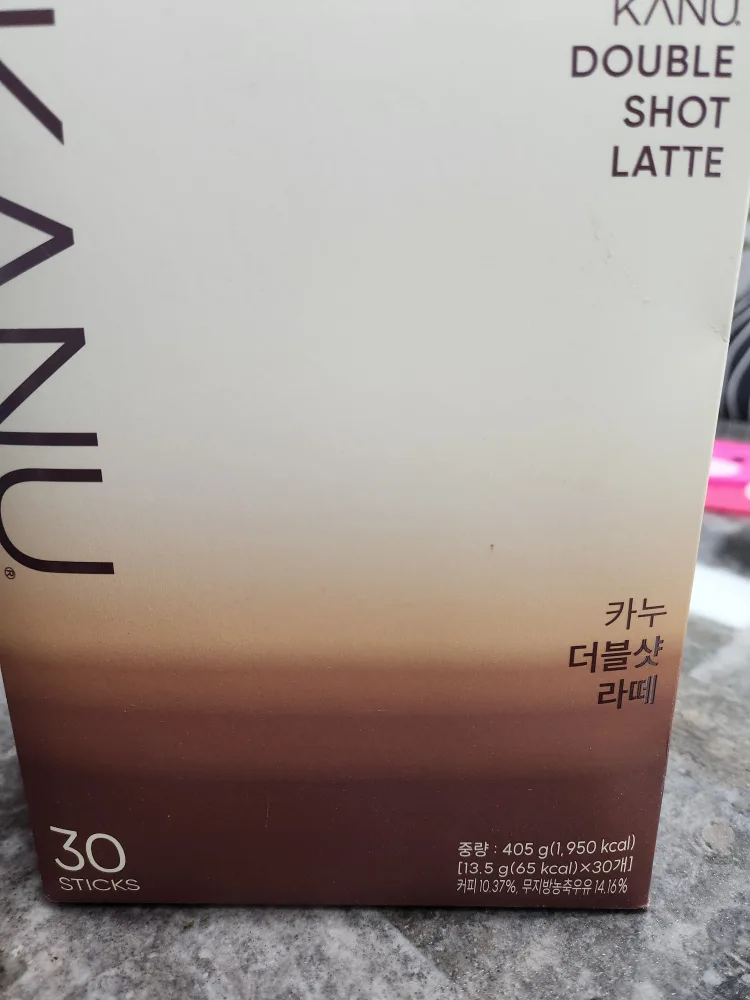 KANU®
KANU®
DOUBLE
SHOT
LATTE
카누
더블샷
라떼
30
STICKS
중량 : 405 g(1,950 kcal)
[13.5 g(65 kcal)×30개]
커피 10.37%, 무지방농축우유 14.16%